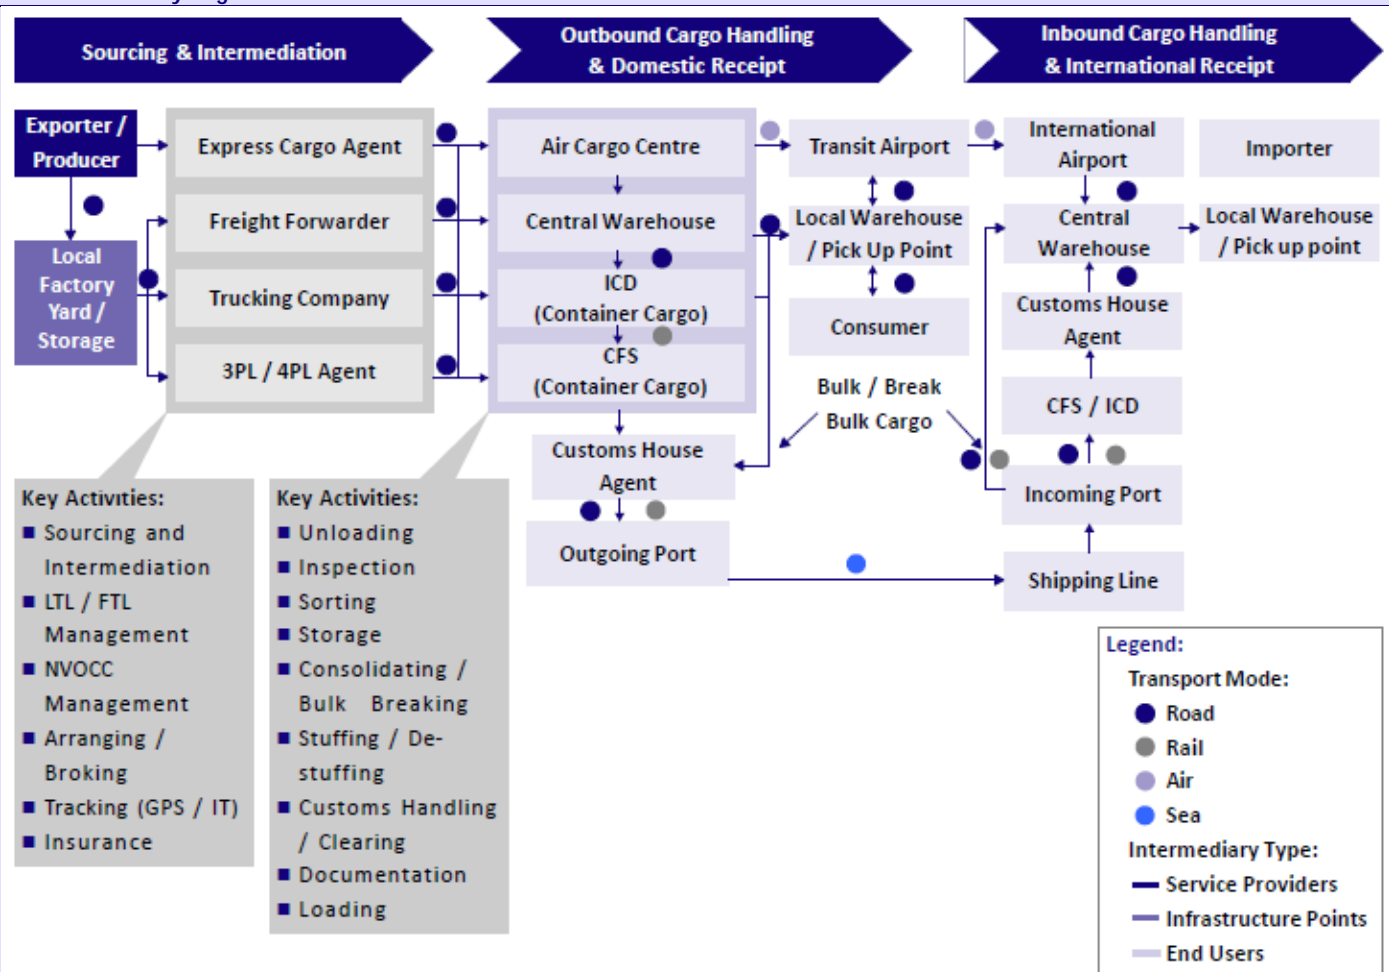 Sourcing & Intermediation
Outbound Cargo Handling
& Domestic Receipt
Inbound Cargo Handling
& International Receipt
Exporter /
Producer
Local
Factory
Yard /
Storage
Express Cargo Agent
Freight Forwarder
Trucking Company
3PL / 4PL Agent
Air Cargo Centre
Central Warehouse
ICD
(Container Cargo)
CFS
(Container Cargo)
Customs House
Agent
Outgoing Port
Transit Airport
Local Warehouse
/ Pick Up Point
Consumer
Bulk / Break
Bulk Cargo
International
Airport
Central
Warehouse
Customs House
Agent
CFS / ICD
Incoming Port
Shipping Line
Importer
Local Warehouse
/ Pick up point
Key Activities:
Sourcing and
Intermediation
LTL / FTL
Management
NVOCC
Management
Arranging /
Broking
Tracking (GPS / IT)
Insurance
Key Activities:
Unloading
Inspection
Sorting
Storage
Consolidating /
Bulk Breaking
Stuffing / De-
stuffing
Customs Handling
/ Clearing
Documentation
Loading
Legend:
Transport Mode:
Road
Rail
Air
Sea
Intermediary Type:
Service Providers
Infrastructure Points
End Users